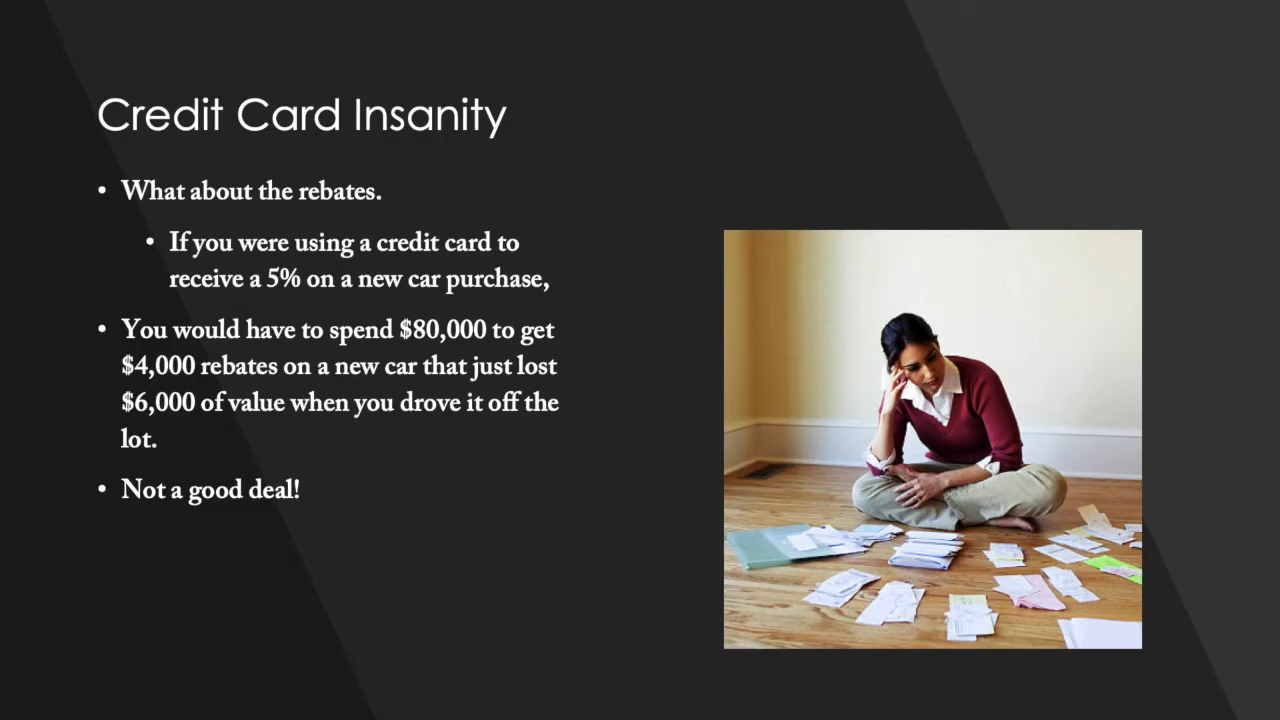 Credit Card Insanity
• What about the rebates.
• If you were using a credit card to
receive a 5% on a new car purchase,
• You would have to spend $80,000 to get
$4,000 rebates on a new car that just lost
$6,000 of value when you drove it off the
lot.
• Not a good deal!